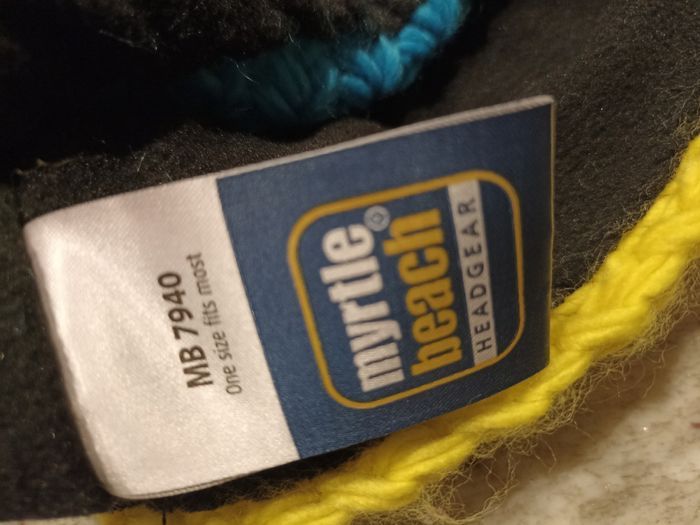 myrtle®
beach
HEADGEAR
MB 7940
One size fits most